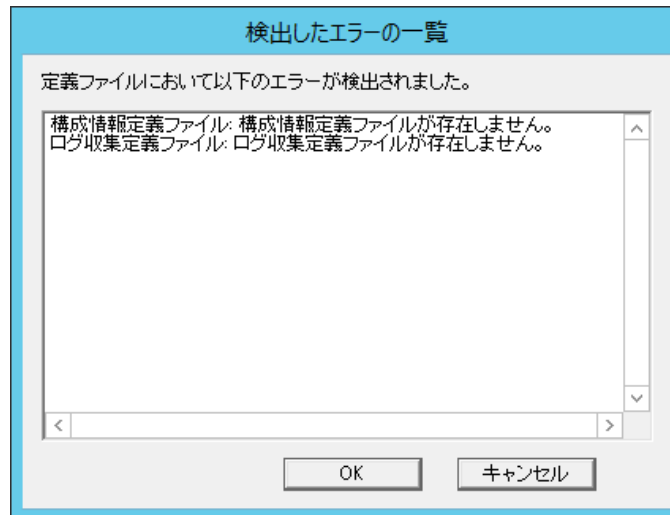 検出したエラーの一覧
定義ファイルにおいて以下のエラーが検出されました。
構成情報定義ファイル: 構成情報定義ファイルが存在しません。
ログ収集定義ファイル: ログ収集定義ファイルが存在しません。
OK
キャンセル